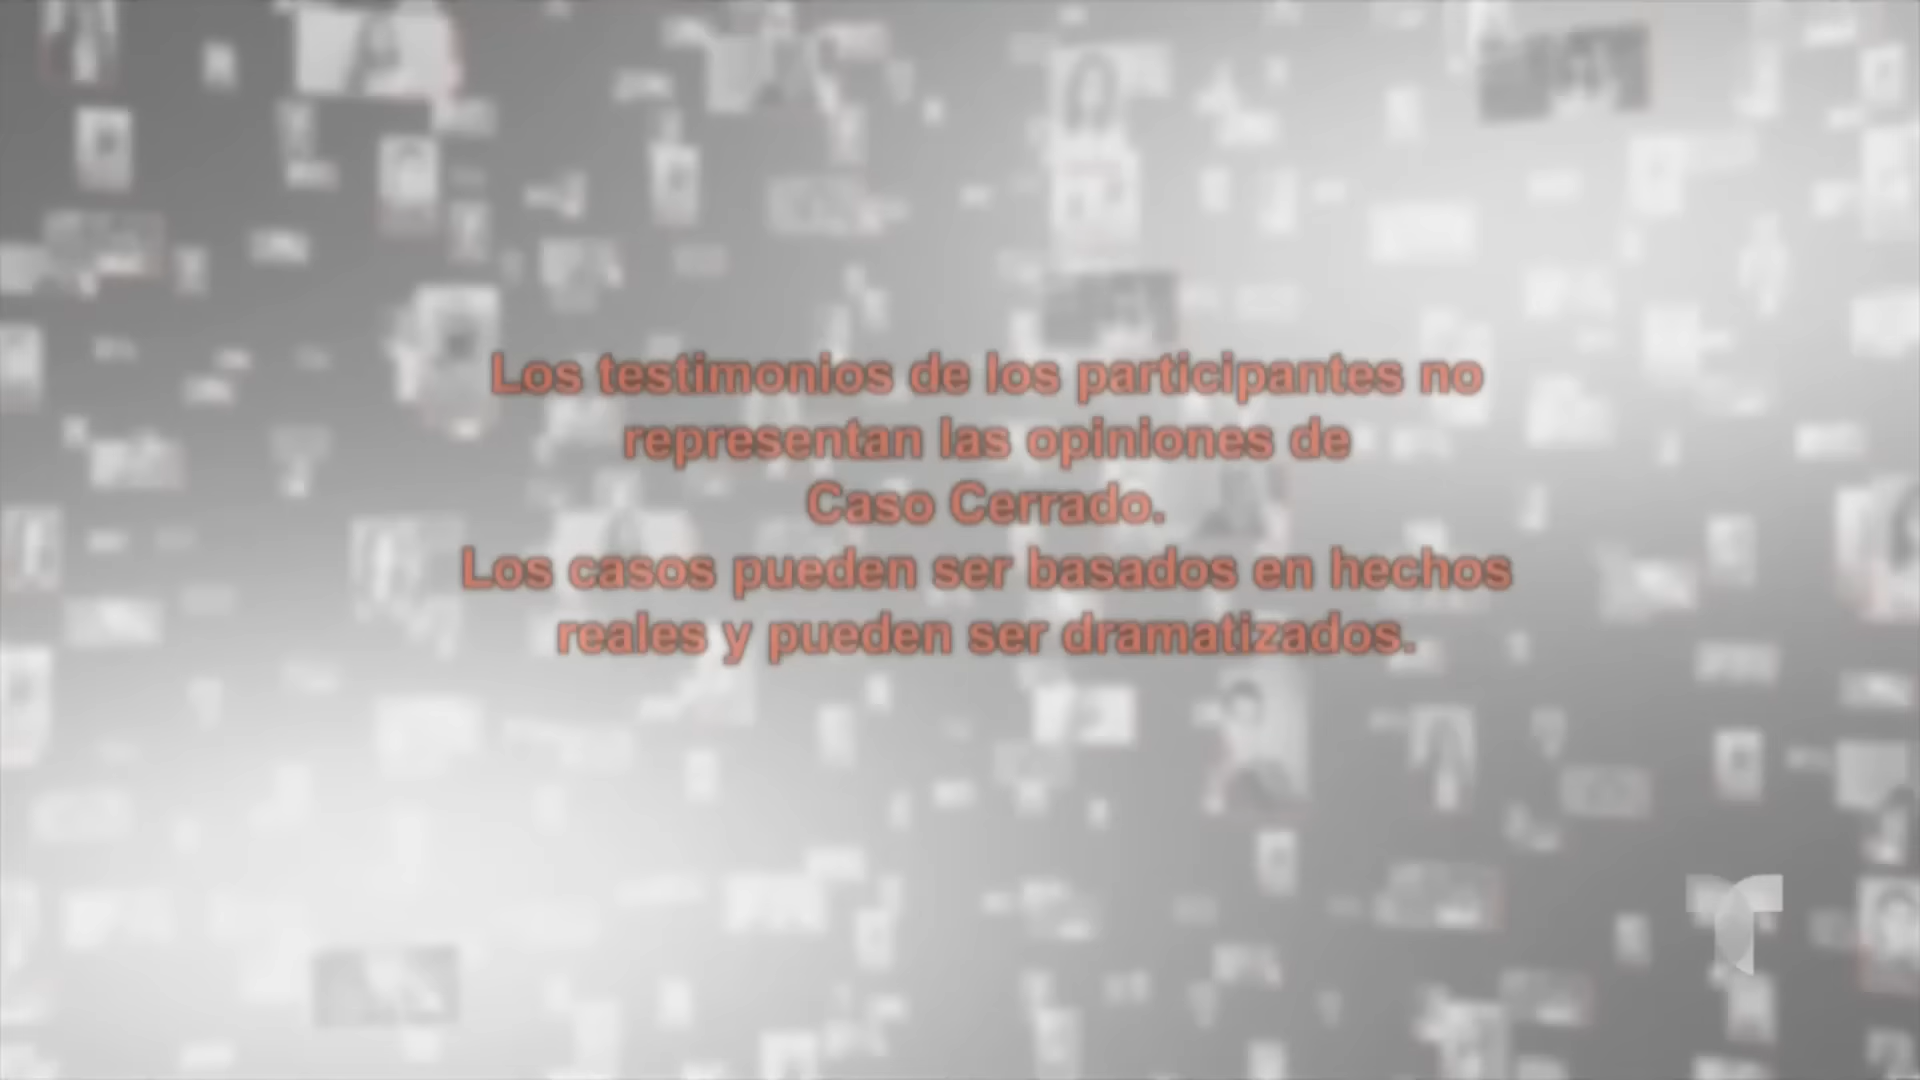 Los testimonios de los participantes no
representan las opiniones de
Caso Cerrado.
Los casos pueden ser basados en hechos
reales y pueden ser dramatizados.